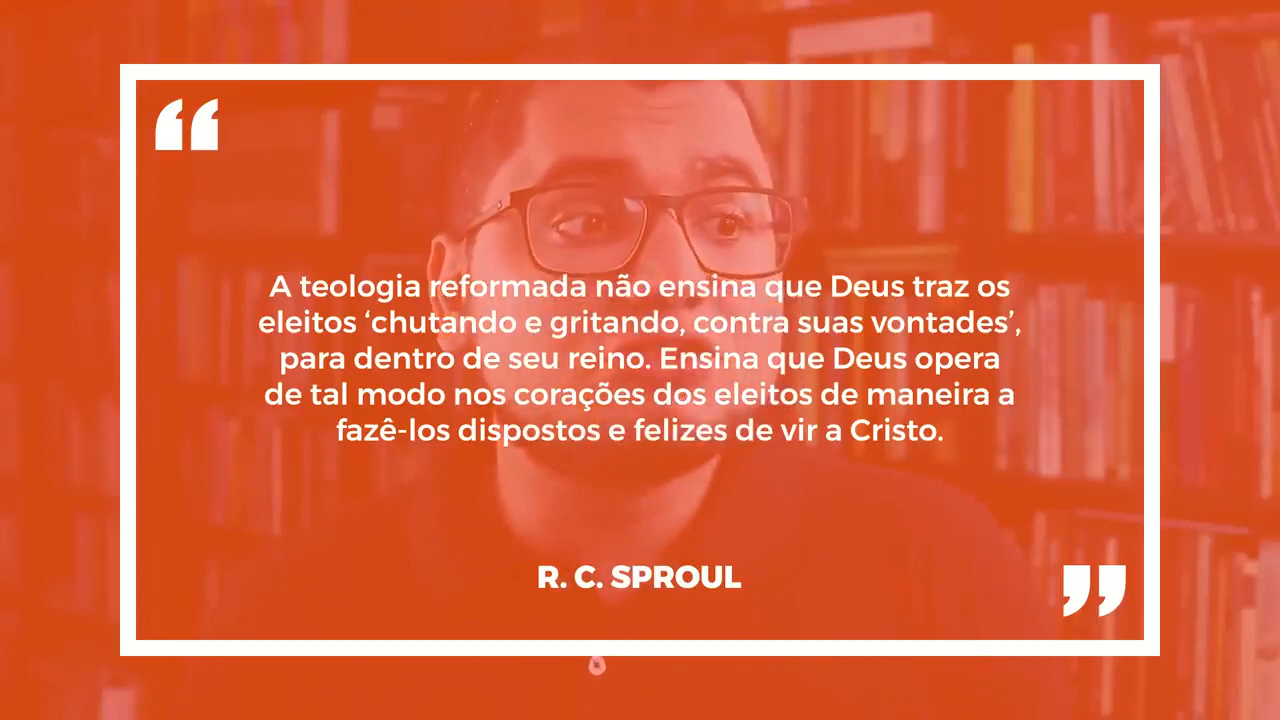 “
A teologia reformada não ensina que Deus traz os
eleitos ‘chutando e gritando, contra suas vontades’,
para dentro de seu reino. Ensina que Deus opera
de tal modo nos corações dos eleitos de maneira a
fazê-los dispostos e felizes de vir a Cristo.
R. C. SPROUL
”